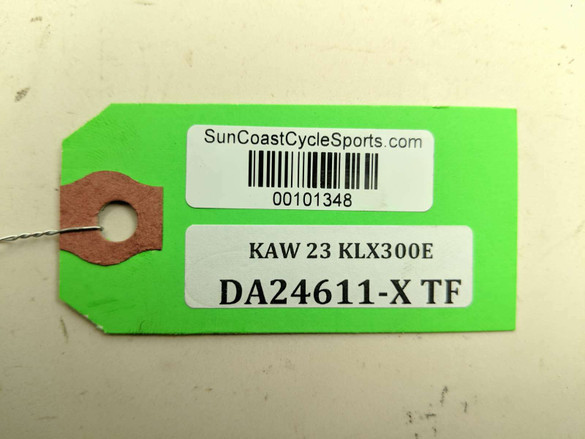 SunCoastCycleSports.com
00101348
KAW 23 KLX300E
DA24611-X TF